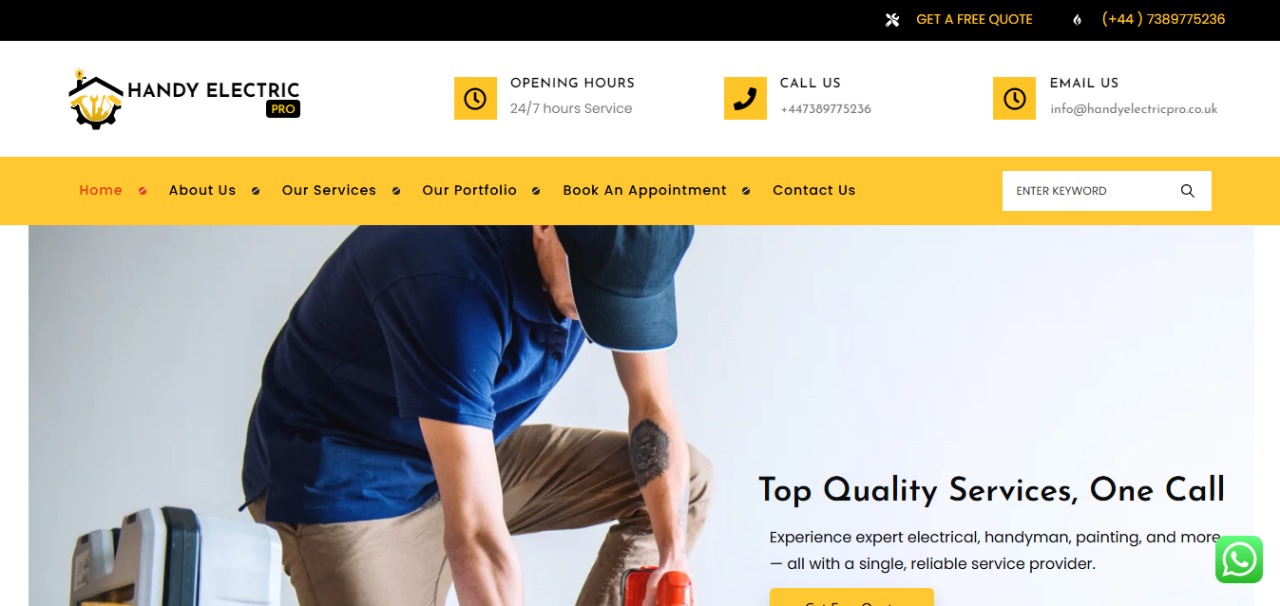 GET A FREE QUOTE
(+44 ) 7389775236
HANDY ELECTRIC
PRO
OPENING HOURS
24/7 hours Service
CALL US
+447389775236
EMAIL US
info@handyelectricpro.co.uk
Home
About Us
Our Services
Our Portfolio
Book An Appointment
Contact Us
ENTER KEYWORD
Top Quality Services, One Call
Experience expert electrical, handyman, painting, and more
— all with a single, reliable service provider.